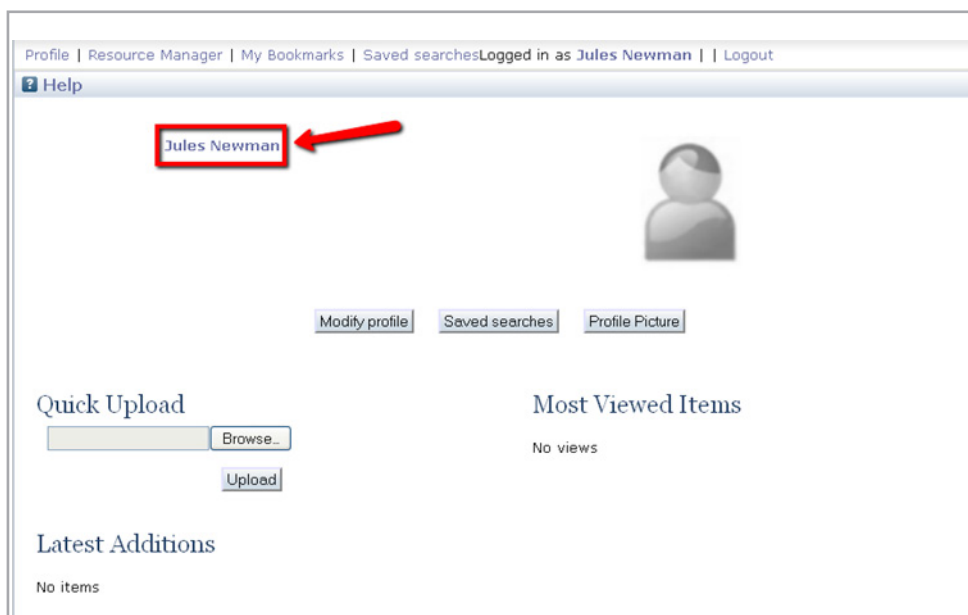 Profile | Resource Manager | My Bookmarks | Saved searchesLogged in as Jules Newman | | Logout
? Help
Jules Newman
Modify profile Saved searches Profile Picture
Quick Upload
Browse...
Upload
Most Viewed Items
No views
Latest Additions
No items